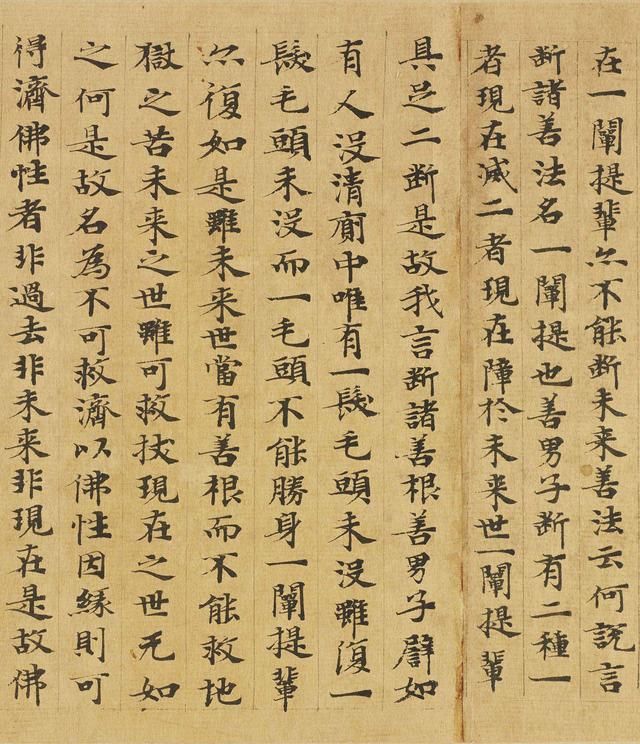 在一闡提輩亦不能断未来善法云何說言
断諸善法名一闡提也善男子断有二種一
者現在滅二者現在障於未来世一闡提輩
具足二断是故我言断諸善根善男子譬如
有人没清廁中唯有一髮毛頭未没雖復一
髮毛頭未没而一毛頭不能勝身一闡提輩
亦復如是雖未来世當有善根而不能救地
獄之苦未来之世雖可救拔現在之世无如
之何是故名為不可救濟以佛性因緣則可
得濟佛性者非過去非未来非現在是故佛